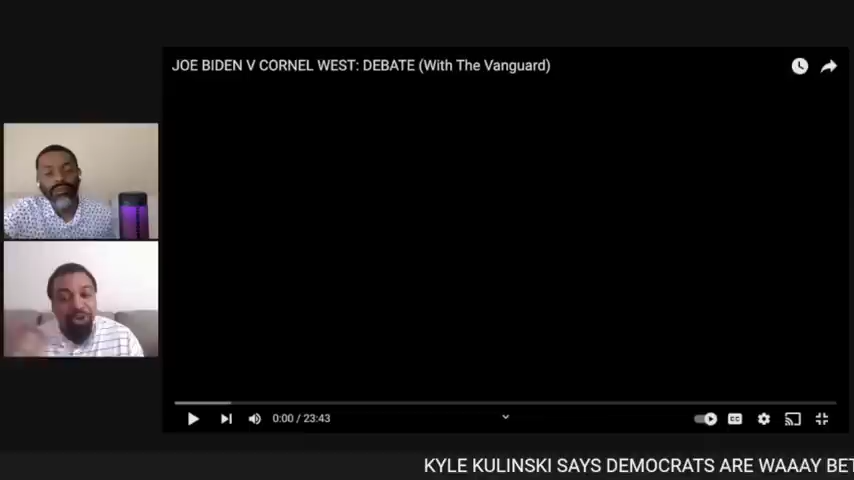 JOE BIDEN V CORNEL WEST: DEBATE (With The Vanguard)
0:00 / 23:43
CC
KYLE KULINSKI SAYS DEMOCRATS ARE WAAAY BET